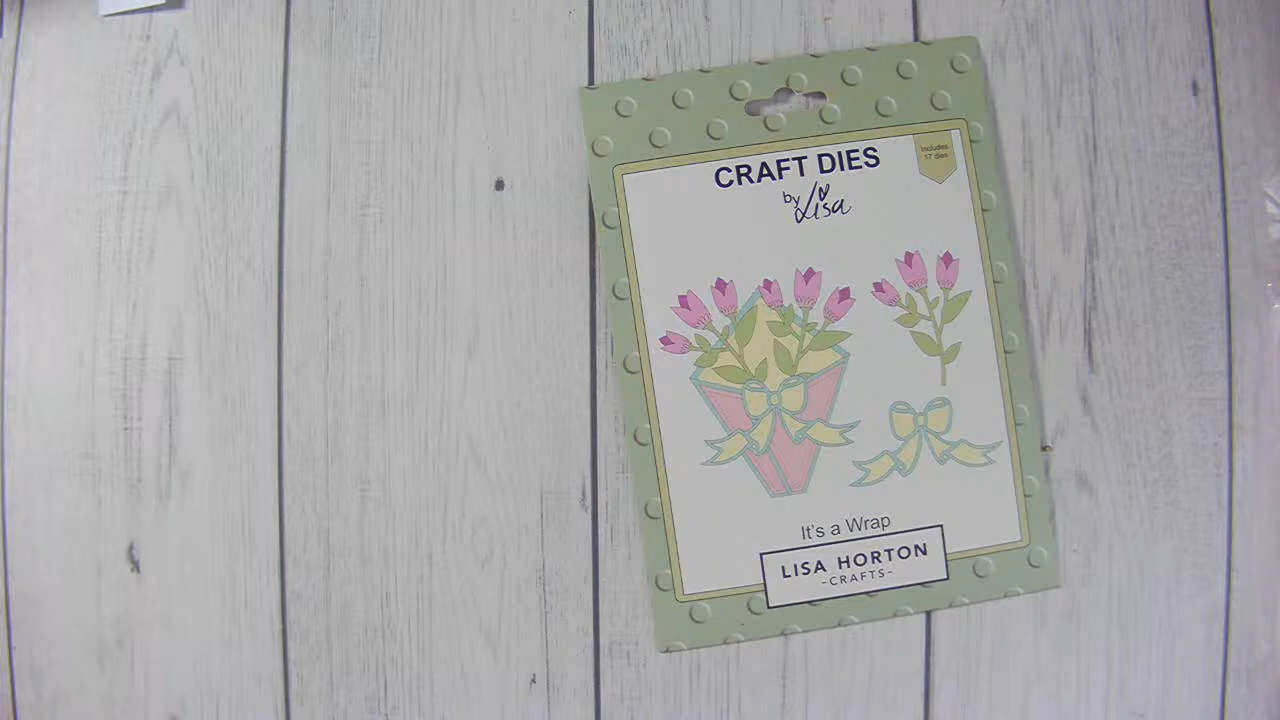 CRAFT DIES
by Lisa
Includes
17 dies
It's a Wrap
LISA HORTON
-CRAFTS-